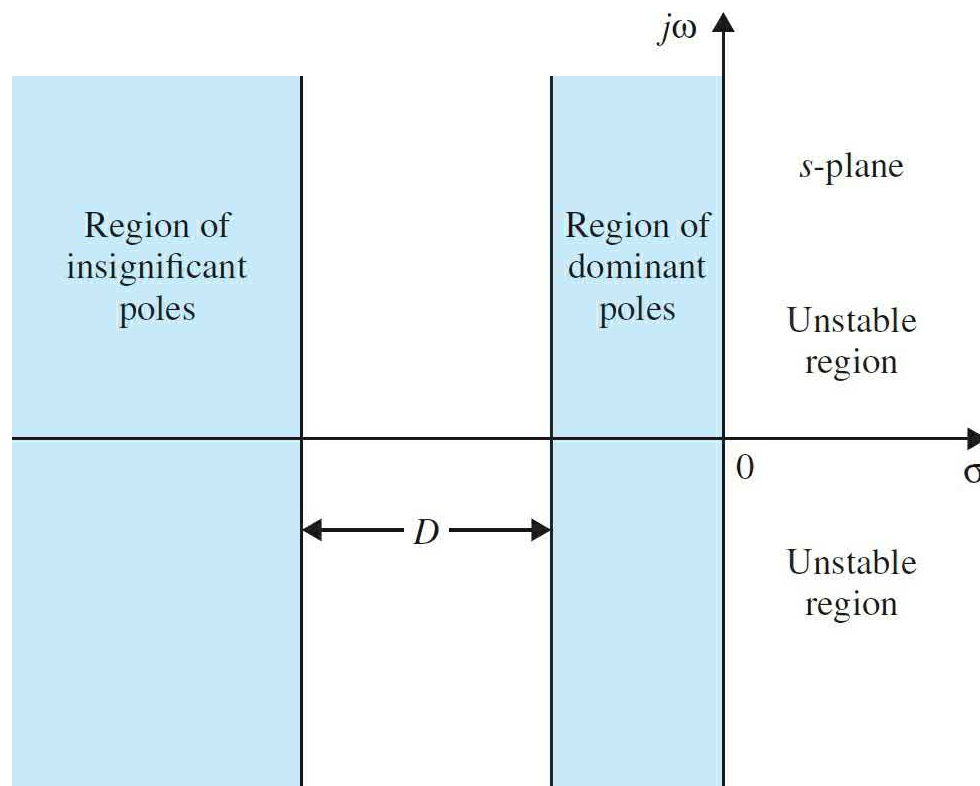 jω
s-plane
Region of
insignificant
poles
Region of
dominant
poles
Unstable
region
0
σ
D
Unstable
region